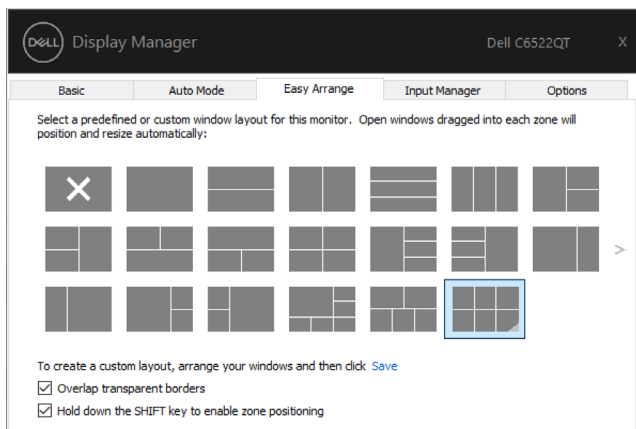 DELL Display Manager Dell C6522QT X
Basic Auto Mode Easy Arrange Input Manager Options
Select a predefined or custom window layout for this monitor. Open windows dragged into each zone will
position and resize automatically:
To create a custom layout, arrange your windows and then click Save
Overlap transparent borders
Hold down the SHIFT key to enable zone positioning